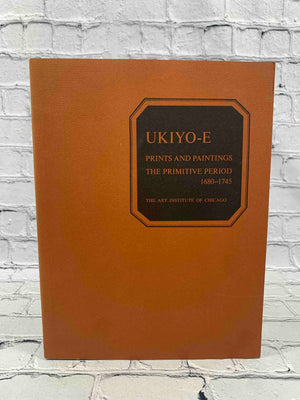 UKIYO-E
PRINTS AND PAINTINGS
THE PRIMITIVE PERIOD
1680–1745
THE ART INSTITUTE OF CHICAGO